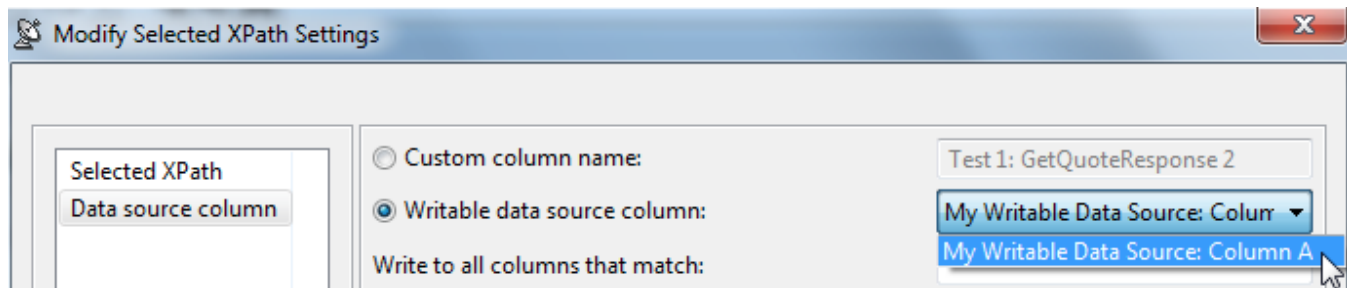 Modify Selected XPath Settings
Selected XPath
Data source column
Custom column name:
Test 1: GetQuoteResponse 2
Writable data source column:
My Writable Data Source: Colum
My Writable Data Source: Column A
Write to all columns that match: